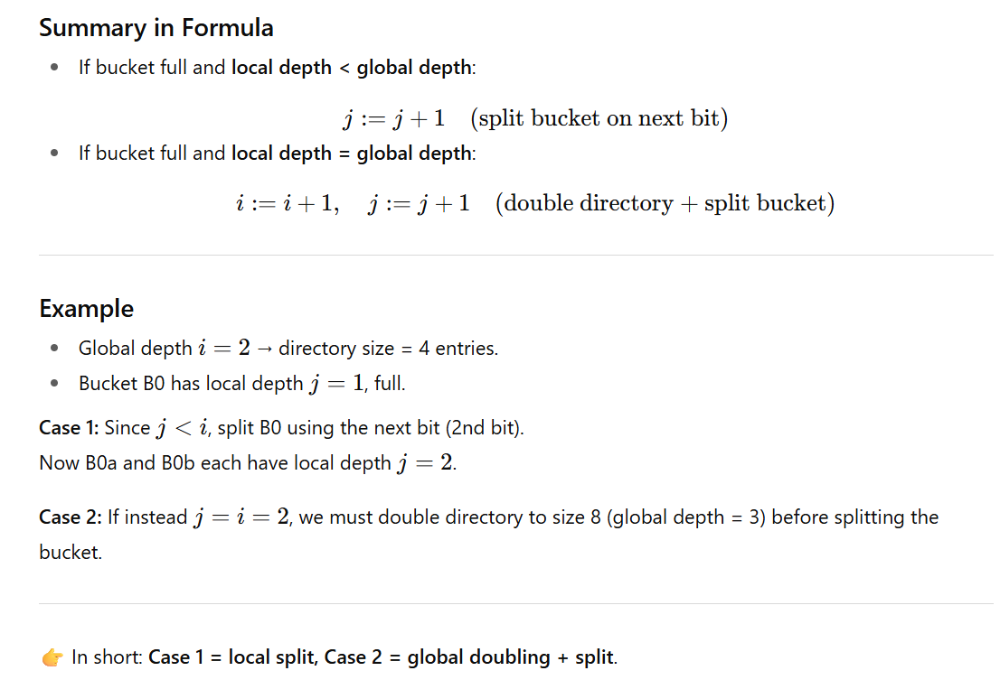 Summary in Formula
• If bucket full and local depth < global depth:
j := j + 1 (split bucket on next bit)
• If bucket full and local depth = global depth:
i := i + 1, j := j + 1 (double directory + split bucket)
Example
• Global depth i = 2 → directory size = 4 entries.
• Bucket B0 has local depth j = 1, full.
Case 1: Since j < i, split B0 using the next bit (2nd bit).
Now B0a and B0b each have local depth j = 2.
Case 2: If instead j = i = 2, we must double directory to size 8 (global depth = 3) before splitting the
bucket.
👉 In short: Case 1 = local split, Case 2 = global doubling + split.